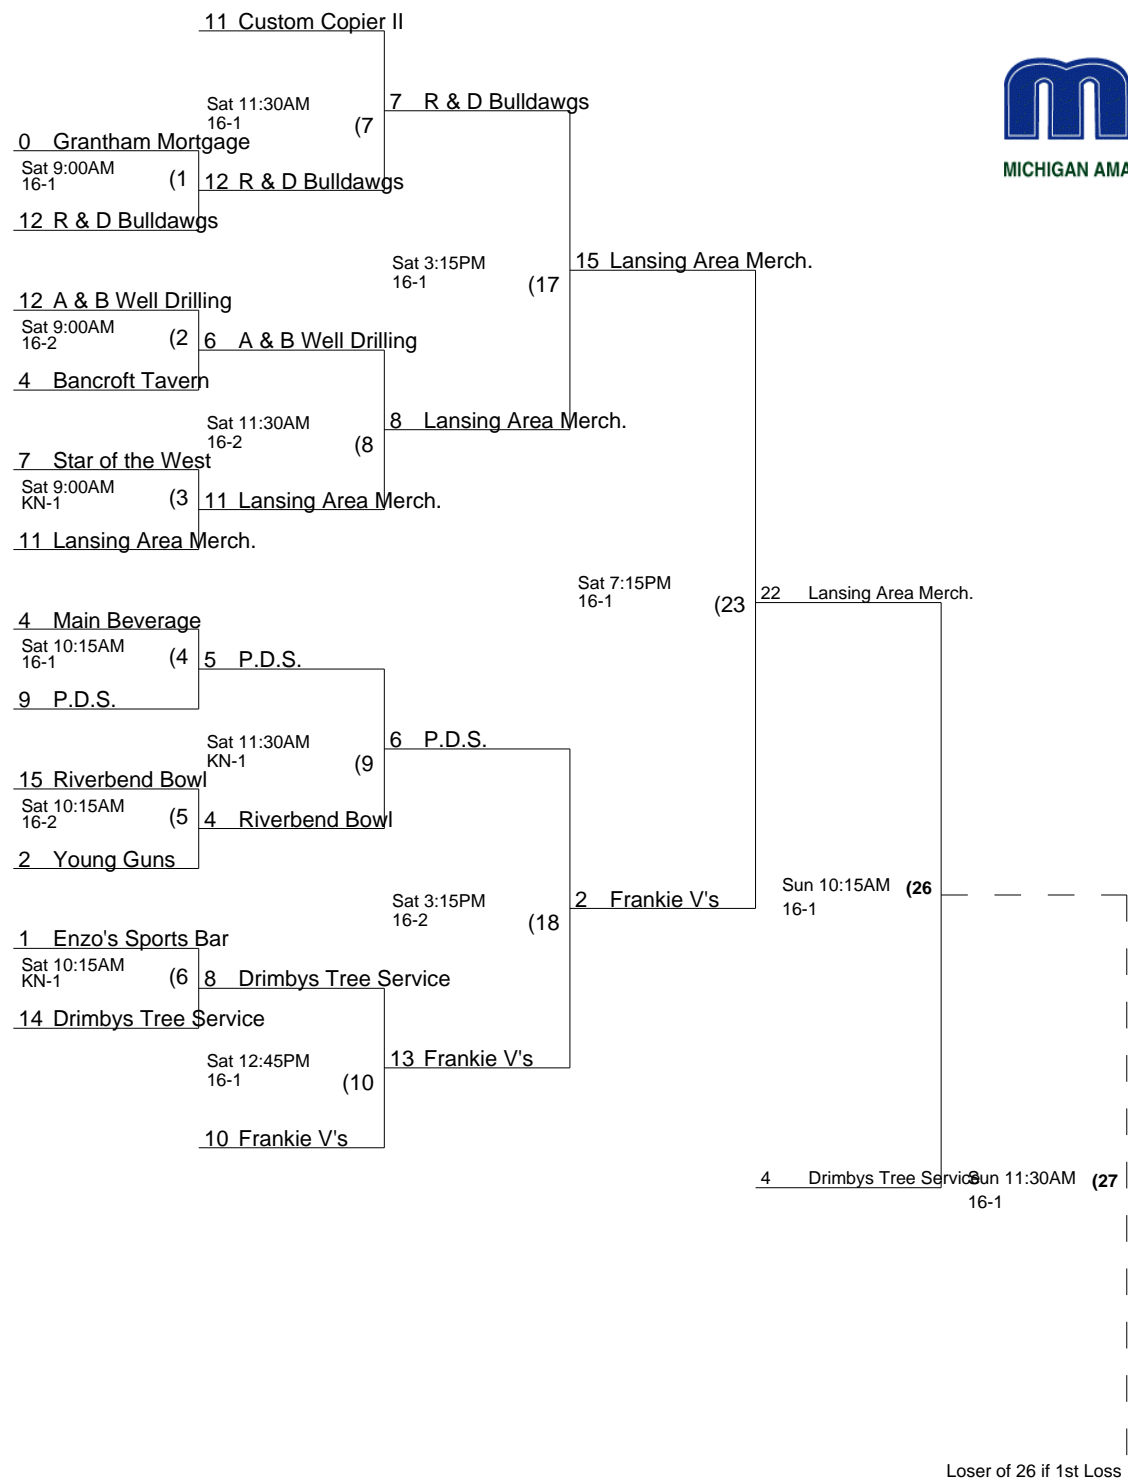 11 Custom Copier II
Sat 11:30AM
16-1
(7
7 R & D Bulldawgs
0 Grantham Mortgage
Sat 9:00AM
16-1
(1
12 R & D Bulldawgs
12 R & D Bulldawgs
MICHIGAN AMA
Sat 3:15PM
16-1
(17
15 Lansing Area Merch.
12 A & B Well Drilling
Sat 9:00AM
16-2
(2
6 A & B Well Drilling
4 Bancroft Tavern
Sat 11:30AM
16-2
(8
8 Lansing Area Merch.
7 Star of the West
Sat 9:00AM
KN-1
(3
11 Lansing Area Merch.
11 Lansing Area Merch.
Sat 7:15PM
16-1
(23
22 Lansing Area Merch.
4 Main Beverage
Sat 10:15AM
16-1
(4
5 P.D.S.
9 P.D.S.
Sat 11:30AM
KN-1
(9
6 P.D.S.
15 Riverbend Bowl
Sat 10:15AM
16-2
(5
4 Riverbend Bowl
2 Young Guns
Sat 3:15PM
16-2
(18
2 Frankie V's
Sun 10:15AM
16-1
(26
1 Enzo's Sports Bar
Sat 10:15AM
KN-1
(6
8 Drimbys Tree Service
14 Drimbys Tree Service
Sat 12:45PM
16-1
(10
13 Frankie V's
10 Frankie V's
4 Drimbys Tree Service
Sun 11:30AM
16-1
(27
Loser of 26 if 1st Loss